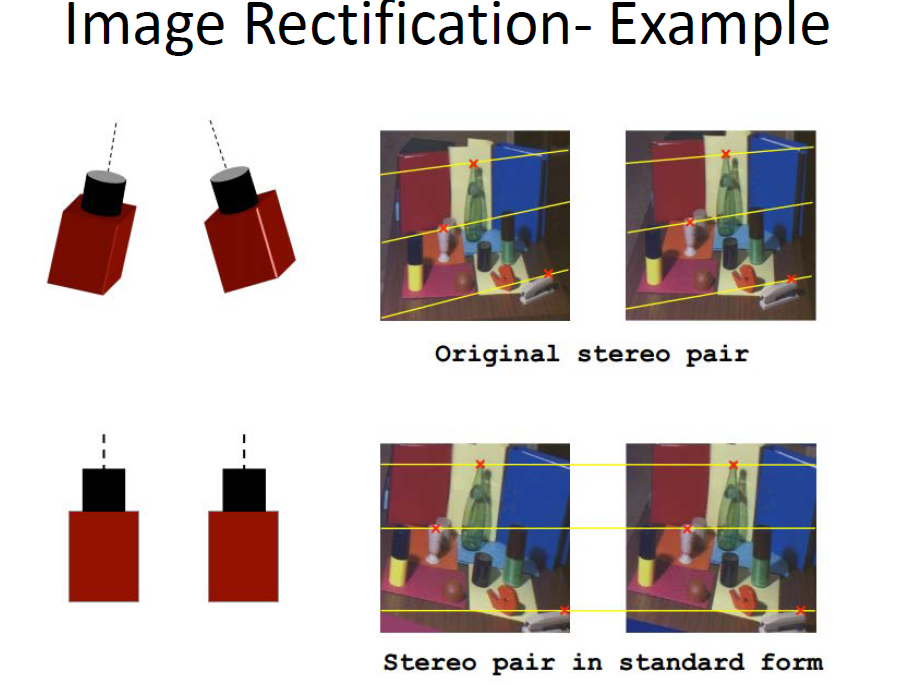 Image Rectification- Example
Original stereo pair
Stereo pair in standard form